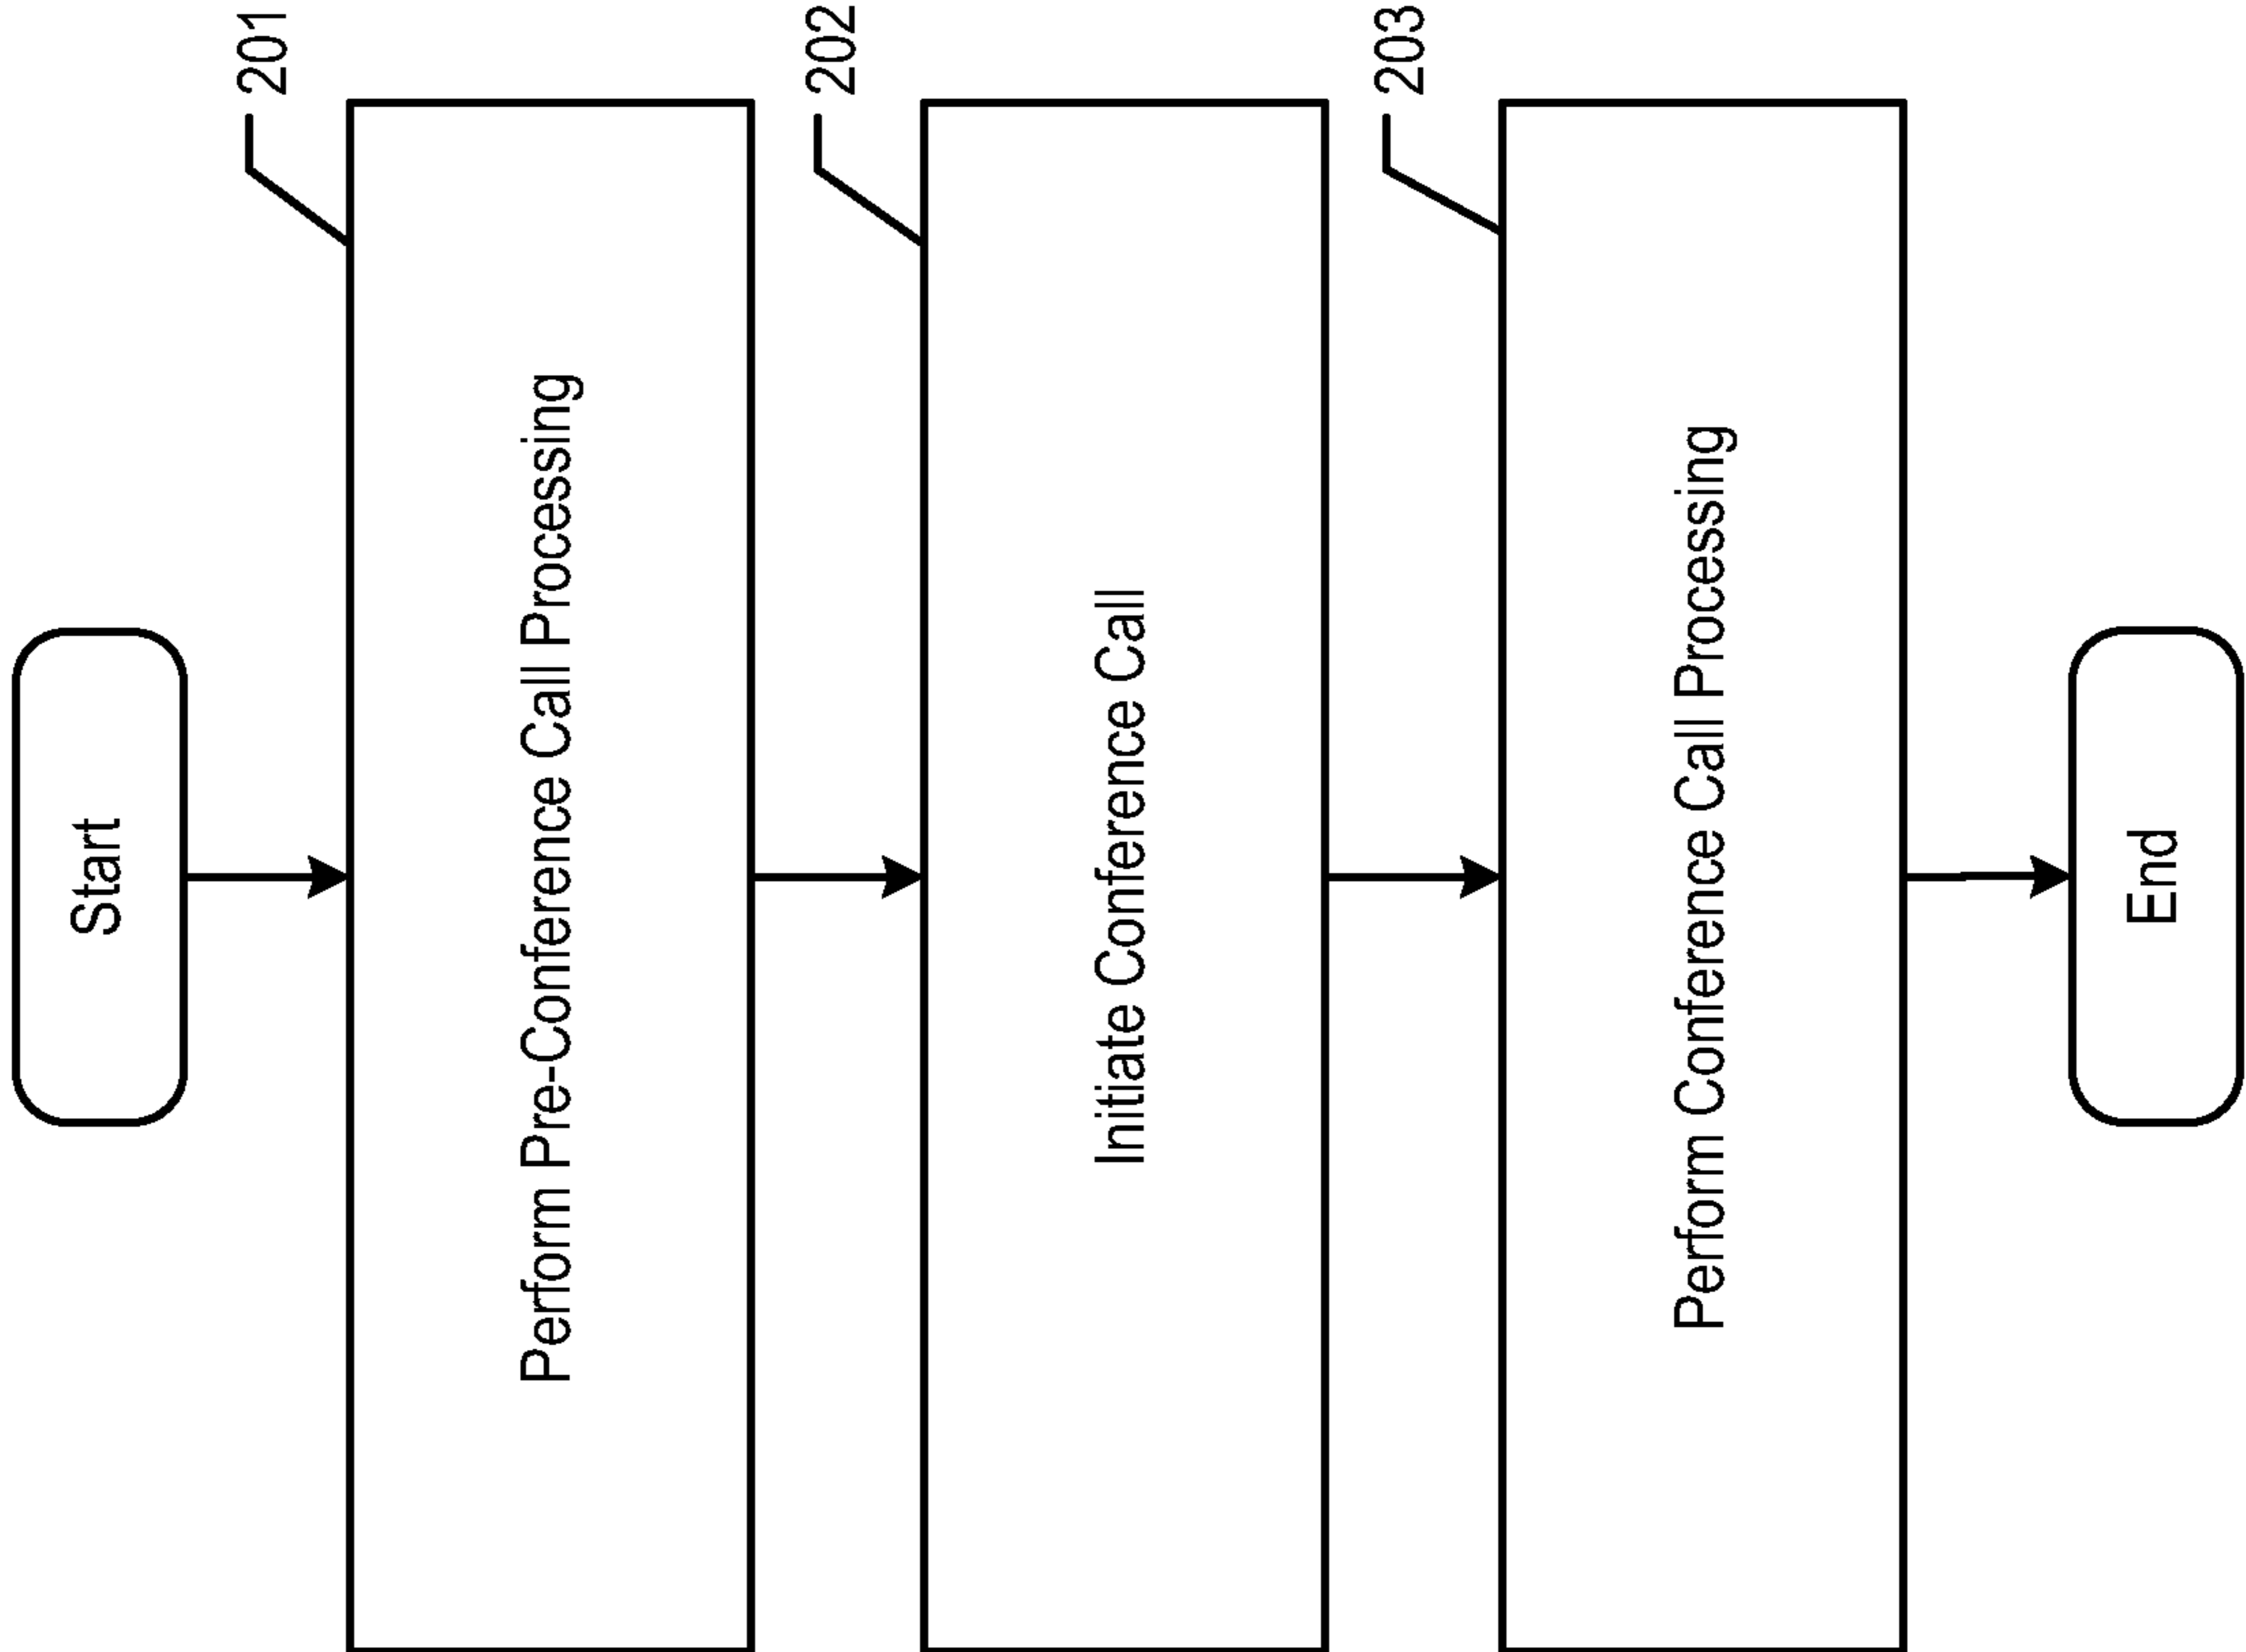 Start
201
Perform Pre-Conference Call Processing
202
Initiate Conference Call
203
Perform Conference Call Processing
End